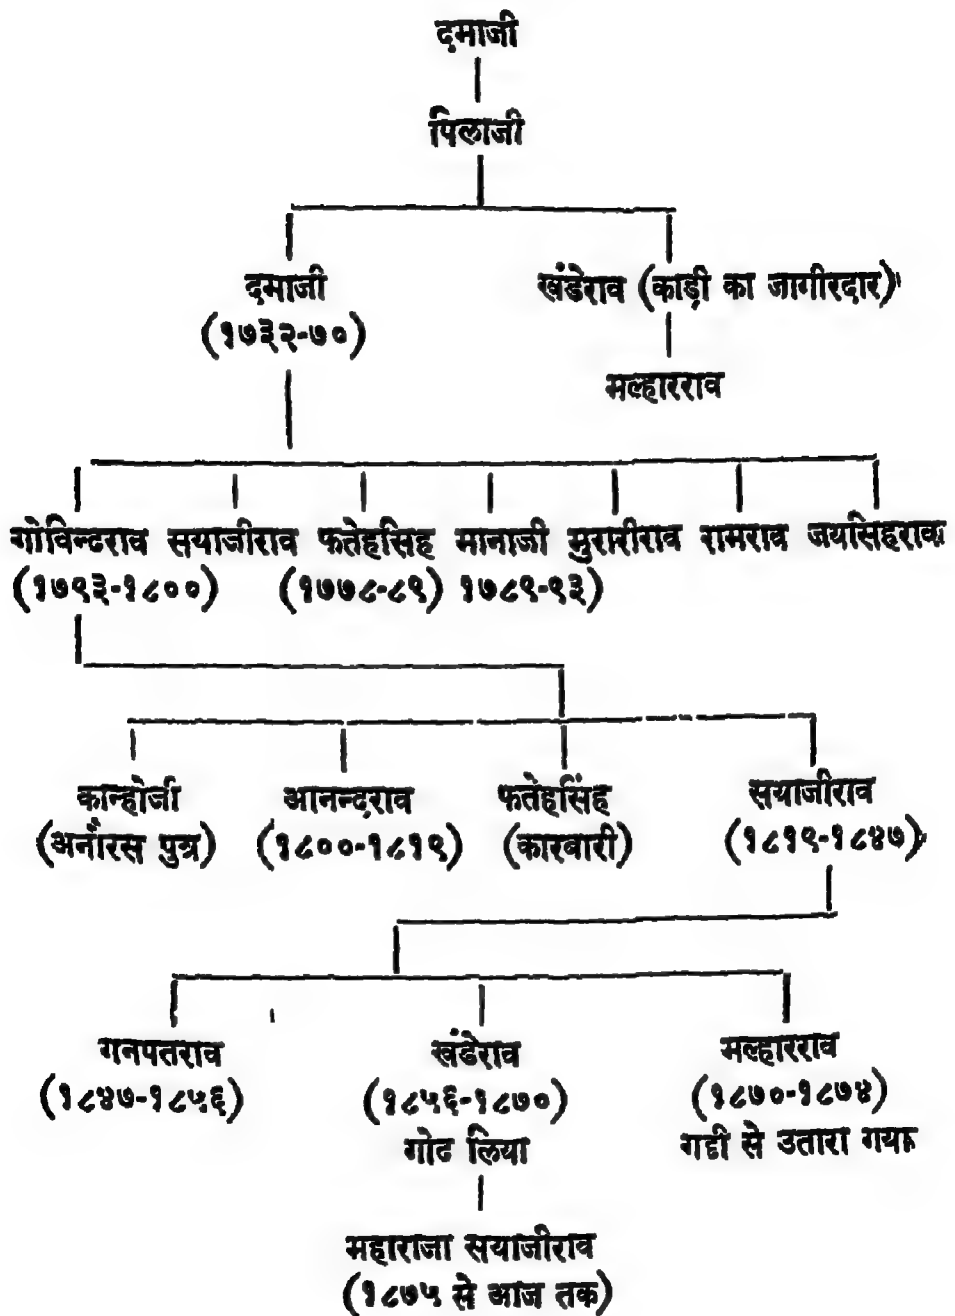 दमाजी
पिलाजी
दमाजी खंडेराव (काड़ी का जागीरदार)
(१७३२-७०)
मल्हारराव
गोविन्दराव सयाजीराव फतेहसिह मानाजी मुरारीराव रामराव जयसिहराव
(१७९३-१८००) (१७७८-८९) १७८९-९३)
कान्होजी आनन्दराव फतेहसिंह सयाजीराव
(अनौरस पुत्र) (१८००-१८१९) (कारबारी) (१८१९-१८४७)
गनपतराव खंडेराव मल्हारराव
(१८४७-१८५६) (१८५६-१८७०) (१८७०-१८७४)
गोद लिया गद्दी से उतारा गया
महाराजा सयाजीराव
(१८७५ से आज तक)